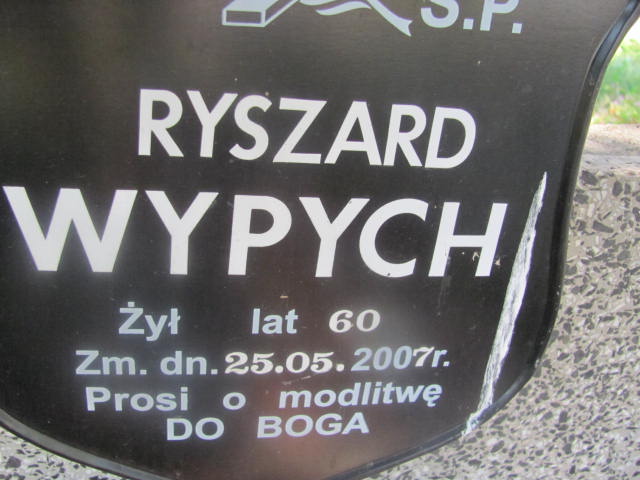 S.P.
RYSZARD
WYPYCH
Żył lat 60
Zm. dn. 25.05.2007r.
Prosi o modlitwę
DO BOGA